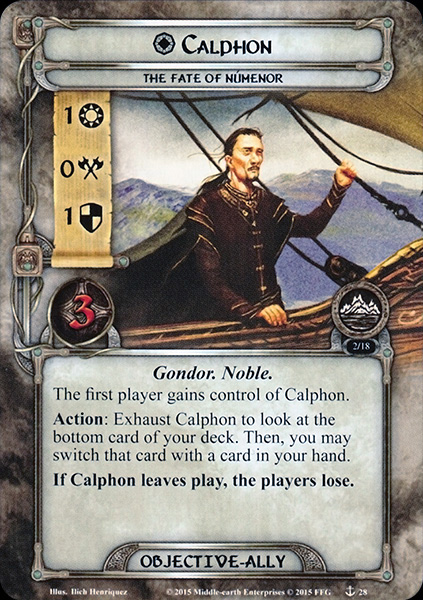 CALPHON
THE FATE OF NÚMENOR
1
0
1
3
2/18
Gondor. Noble.
The first player gains control of Calphon.
Action: Exhaust Calphon to look at the
bottom card of your deck. Then, you may
switch that card with a card in your hand.
If Calphon leaves play, the players lose.
OBJECTIVE-ALLY
Illus. Ilich Henriquez © 2015 Middle-earth Enterprises © 2015 FFG 28